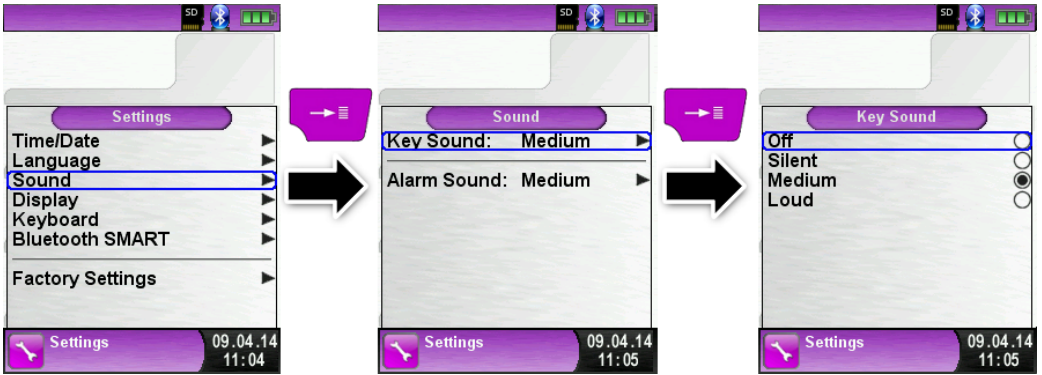 SD
Settings
Time/Date
Language
Sound
Display
Keyboard
Bluetooth SMART
Factory Settings
Settings
09.04.14
11:04
SD
Sound
Key Sound: Medium
Alarm Sound: Medium
Settings
09.04.14
11:05
SD
Key Sound
Off
Silent
Medium
Loud
Settings
09.04.14
11:05